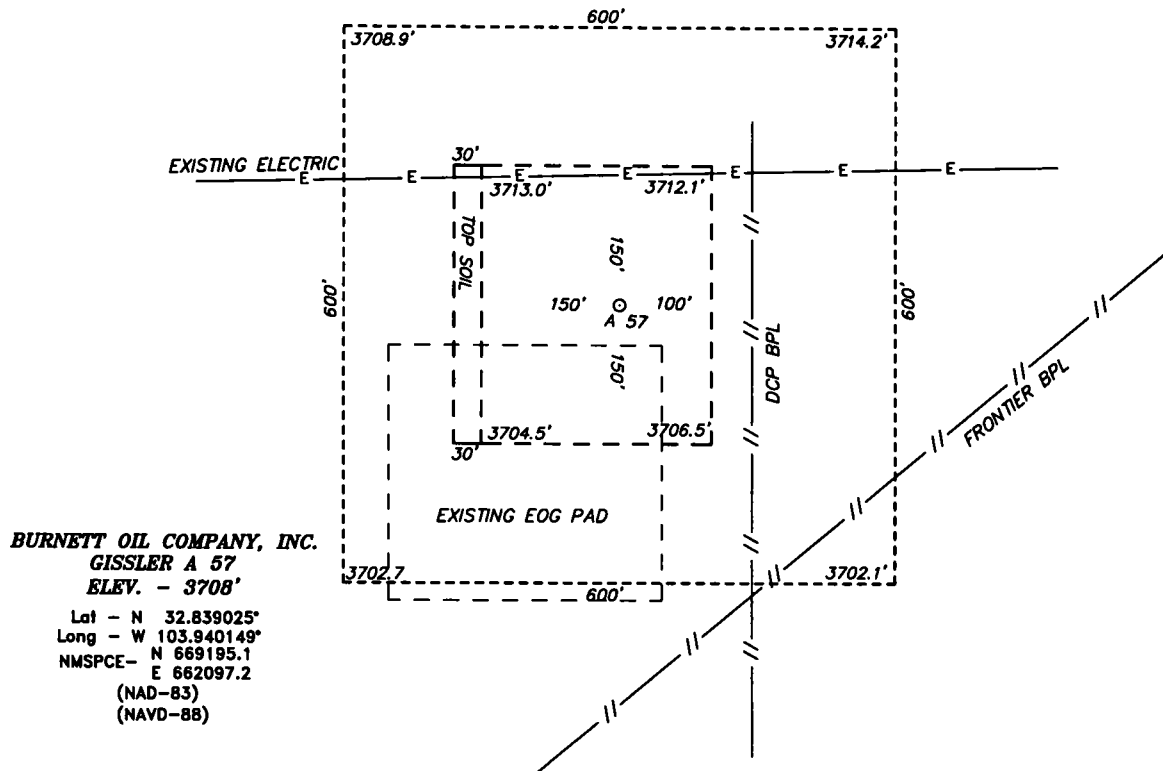 600'
3708.9' 3714.2'
EXISTING ELECTRIC
30'
E E E E E E E
3713.0' 3712.1'
TOP SOIL
150'
600'
600'
150' 100'
A 57
150'
DCP BPL
FRONTIER BPL
3704.5' 3706.5'
30'
EXISTING EOG PAD
3702.7 3702.1'
600'
BURNETT OIL COMPANY, INC.
GISSLER A 57
ELEV. - 3708'
Lat - N 32.839025°
Long - W 103.940149°
NMSPCE- N 669195.1
E 662097.2
(NAD-83)
(NAVD-88)